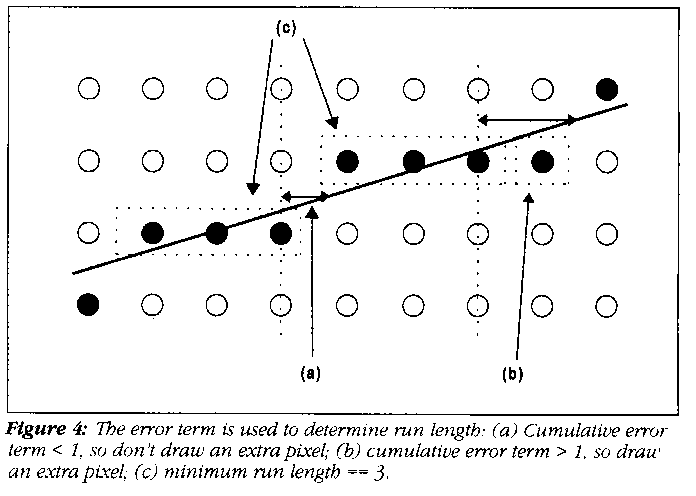 (c)
(a)
(b)
Figure 4: The error term is used to determine run length: (a) Cumulative error
term < 1, so don't draw an extra pixel; (b) cumulative error term > 1, so draw
an extra pixel; (c) minimum run length == 3.